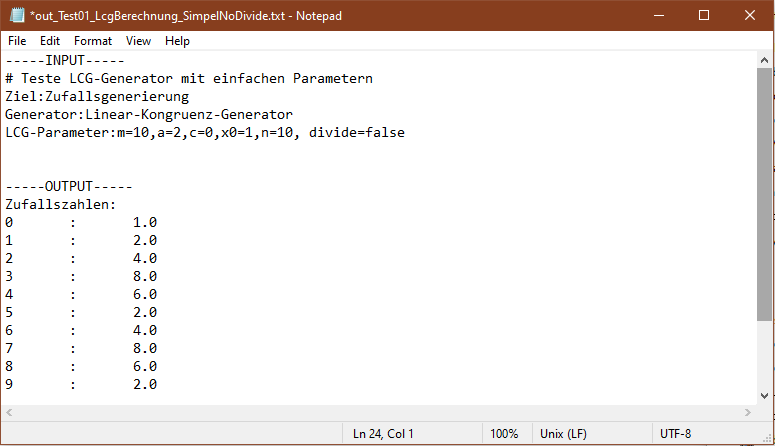 *out_Test01_LcgBerechnung_SimpelNoDivide.txt - Notepad
File Edit Format View Help
-----INPUT-----
# Teste LCG-Generator mit einfachen Parametern
Ziel:Zufallsgenerierung
Generator:Linear-Kongruenz-Generator
LCG-Parameter:m=10,a=2,c=0,x0=1,n=10, divide=false
-----OUTPUT-----
Zufallszahlen:
0 : 1.0
1 : 2.0
2 : 4.0
3 : 8.0
4 : 6.0
5 : 2.0
6 : 4.0
7 : 8.0
8 : 6.0
9 : 2.0
Ln 24, Col 1 100% Unix (LF) UTF-8